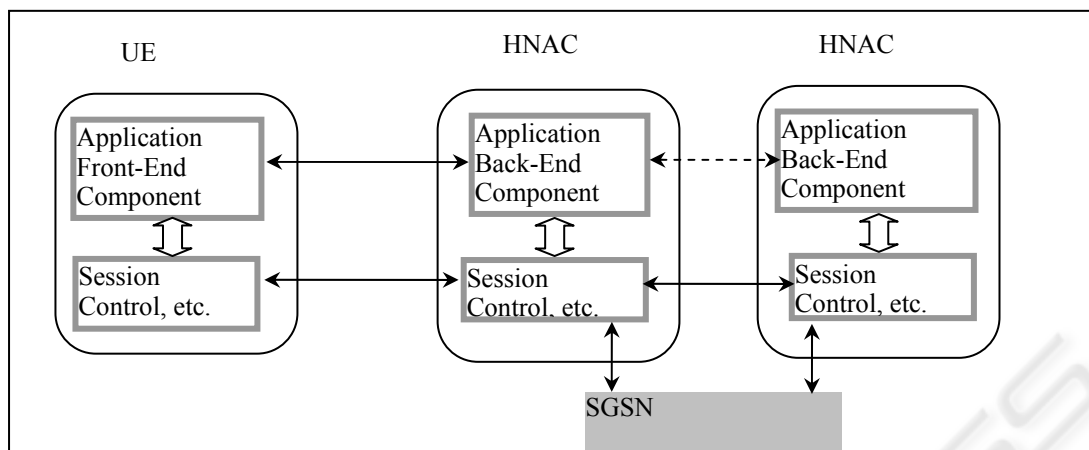 UE
HNAC
HNAC
Application
Front-End
Component
Application
Back-End
Component
Application
Back-End
Component
Session
Control, etc.
Session
Control, etc.
Session
Control, etc.
SGSN